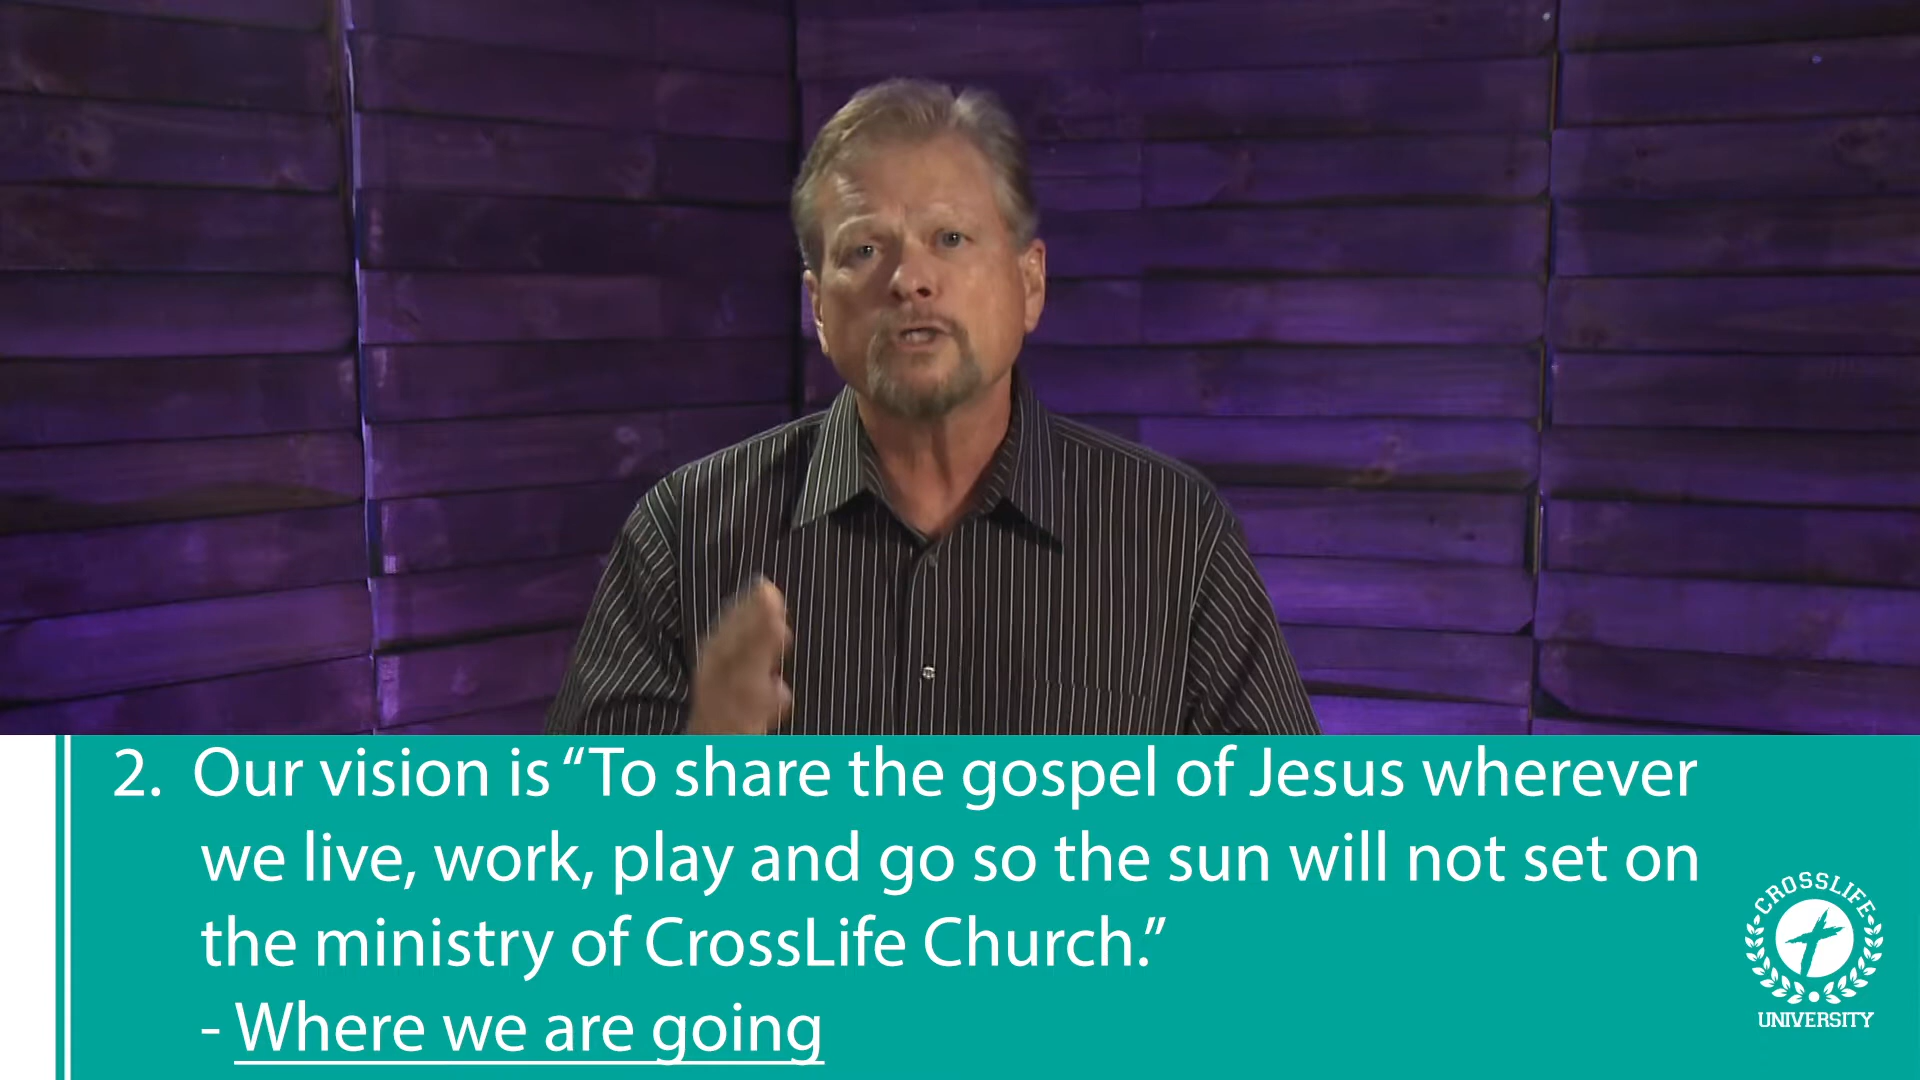 2. Our vision is “To share the gospel of Jesus wherever
we live, work, play and go so the sun will not set on
the ministry of CrossLife Church.”
- Where we are going
CROSSLIFE
UNIVERSITY